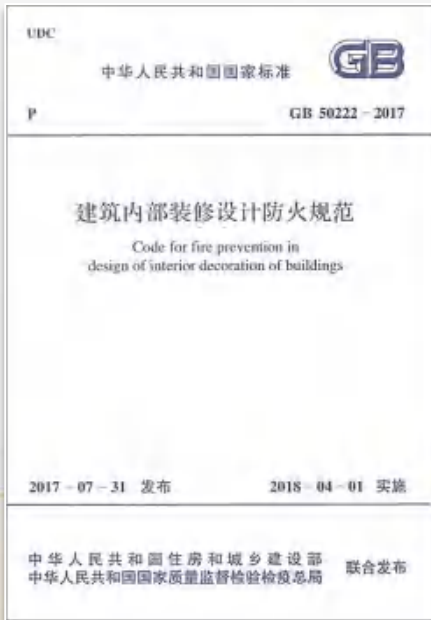 UDC
中华人民共和国国家标准
GB
P
GB 50222-2017
建筑内部装修设计防火规范
Code for fire prevention in
design of interior decoration of buildings
2017-07-31 发布
2018-04-01 实施
中华人民共和国住房和城乡建设部
中华人民共和国国家质量监督检验检疫总局
联合发布